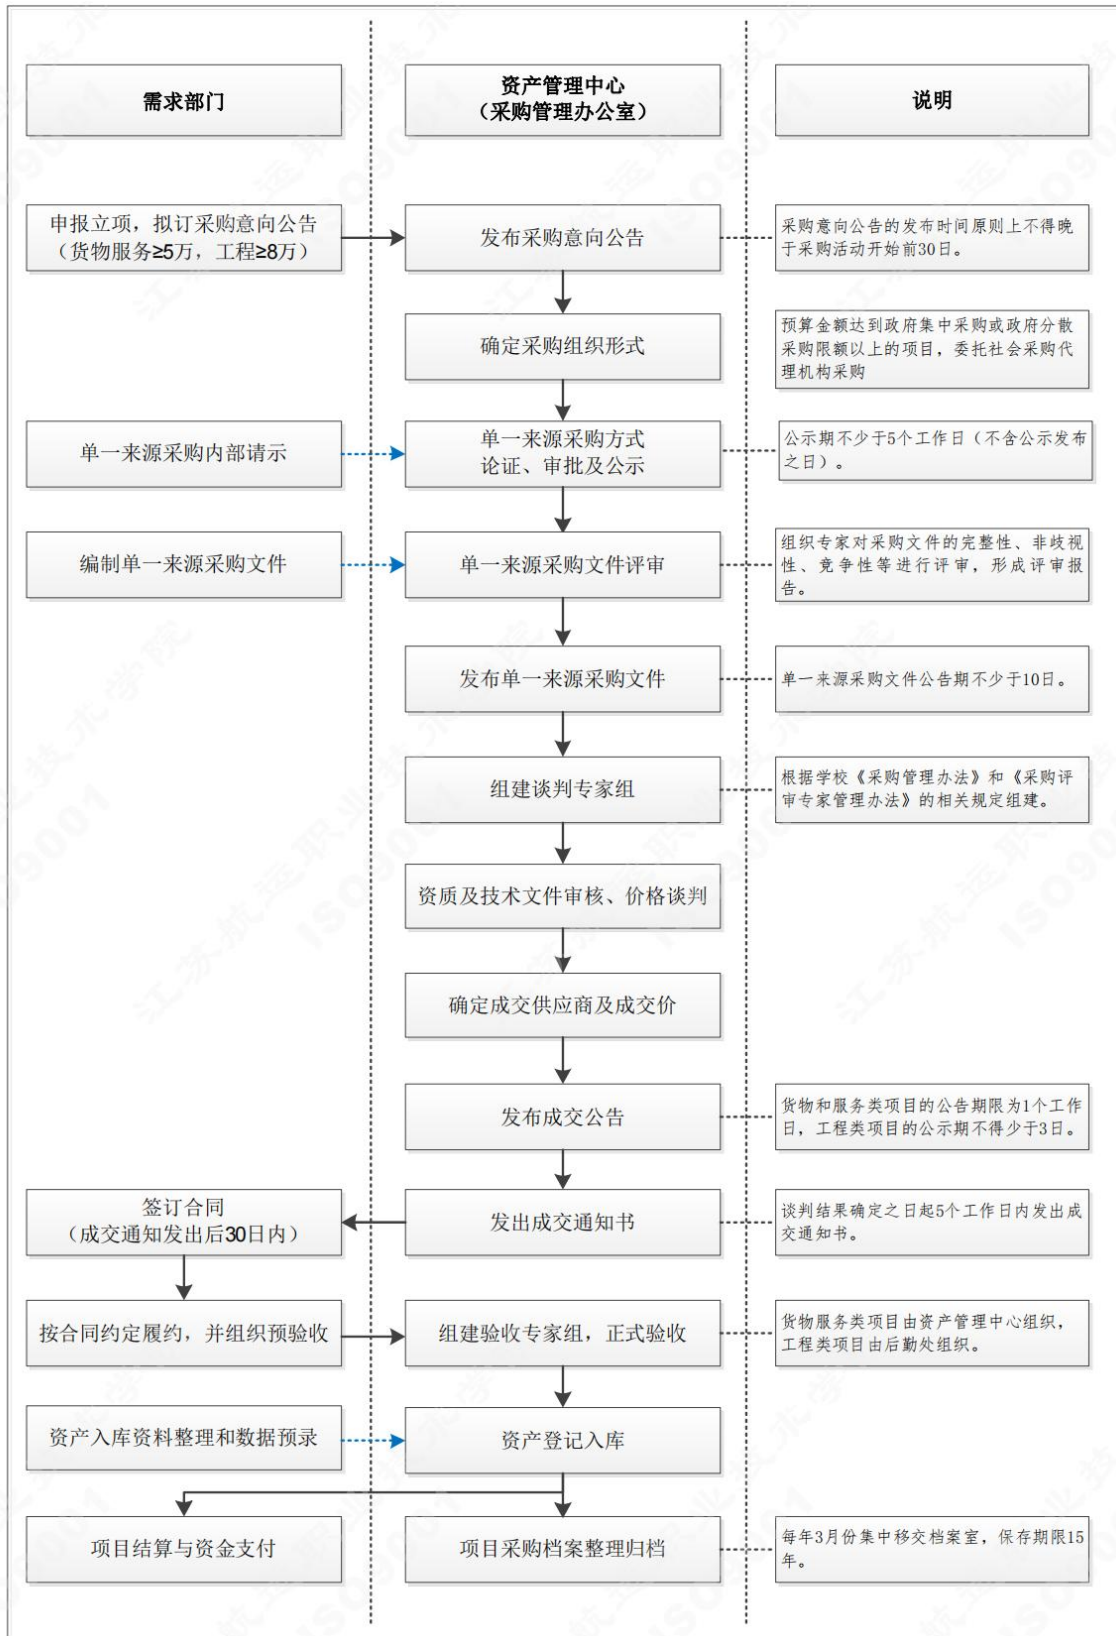 需求部门
资产管理中心
（采购管理办公室）
说明
申报立项，拟订采购意向公告
（货物服务≥5万，工程≥8万）
发布采购意向公告
采购意向公告的发布时间原则上不得晚
于采购活动开始前30日。
确定采购组织形式
预算金额达到政府集中采购或政府分散
采购限额以上的项目，委托社会采购代
理机构采购
单一来源采购内部请示
单一来源采购方式
论证、审批及公示
公示期不少于5个工作日（不含公示发布
之日）。
编制单一来源采购文件
单一来源采购文件评审
组织专家对采购文件的完整性、非歧视
性、竞争性等进行评审，形成评审报
告。
发布单一来源采购文件
单一来源采购文件公告期不少于10日。
组建谈判专家组
根据学校《采购管理办法》和《采购评
审专家管理办法》的相关规定组建。
资质及技术文件审核、价格谈判
确定成交供应商及成交价
发布成交公告
货物和服务类项目的公告期限为1个工作
日，工程类项目的公示期不得少于3日。
签订合同
（成交通知发出后30日内）
发出成交通知书
谈判结果确定之日起5个工作日内发出成
交通知书。
按合同约定履约，并组织预验收
组建验收专家组，正式验收
货物服务类项目由资产管理中心组织，
工程类项目由后勤处组织。
资产入库资料整理和数据预录
资产登记入库
项目结算与资金支付
项目采购档案整理归档
每年3月份集中移交档案室，保存期限15
年。
江苏航运职业技术学院
ISO9001